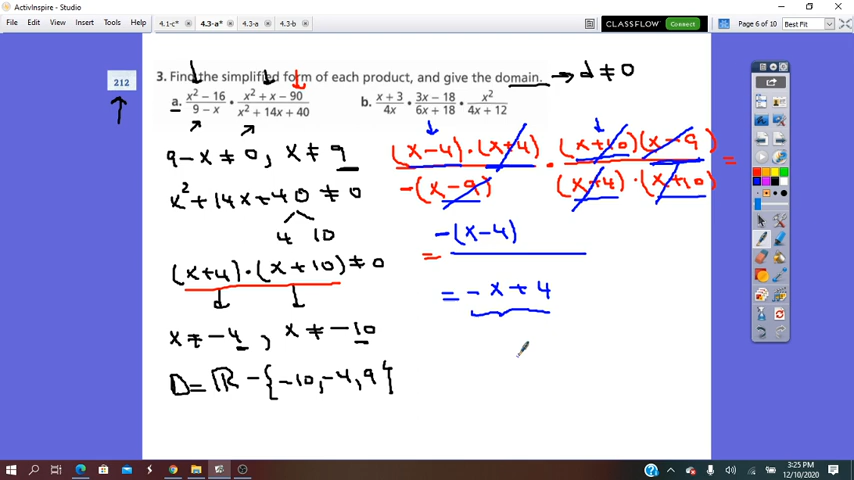 ActivInspire - Studio
File Edit View Insert Format Tools Help
4.1-c* 4.3-a* 4.3-a 4.3-b CLASSFLOW Connect Page 6 of 10 Best Fit
212
3. Find the simplified form of each product, and give the domain. → d ≠ 0
a. (x² − 16)/(9 − x) • (x² + x − 90)/(x² + 14x + 40)
b. (x + 3)/(4x) • (3x − 18)/(6x + 18) • x²/(4x + 12)
9-x ≠ 0, x ≠ 9
x² + 14x + 40 ≠ 0
4 10
(x+4)·(x+10) ≠ 0
x ≠ -4, x ≠ -10
D = ℝ - {-10, -4, 9}
(x-4)·(x+4) / -(x-9) · (x+10)(x-9) / (x+4)·(x+10) =
= -(x-4)
= -x + 4
3:25 PM
12/10/2020